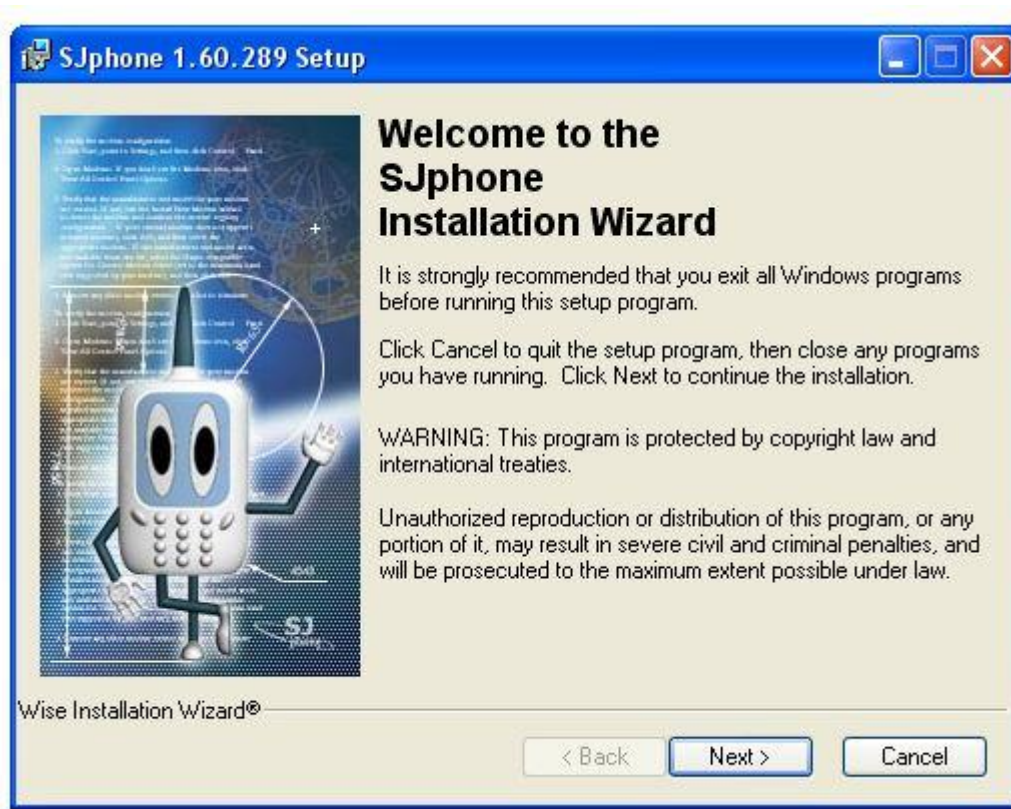 SJphone 1.60.289 Setup
Welcome to the
SJphone
Installation Wizard
It is strongly recommended that you exit all Windows programs
before running this setup program.
Click Cancel to quit the setup program, then close any programs
you have running.  Click Next to continue the installation.
WARNING: This program is protected by copyright law and
international treaties.
Unauthorized reproduction or distribution of this program, or any
portion of it, may result in severe civil and criminal penalties, and
will be prosecuted to the maximum extent possible under law.
SJ
phone
Wise Installation Wizard®
< Back
Next >
Cancel